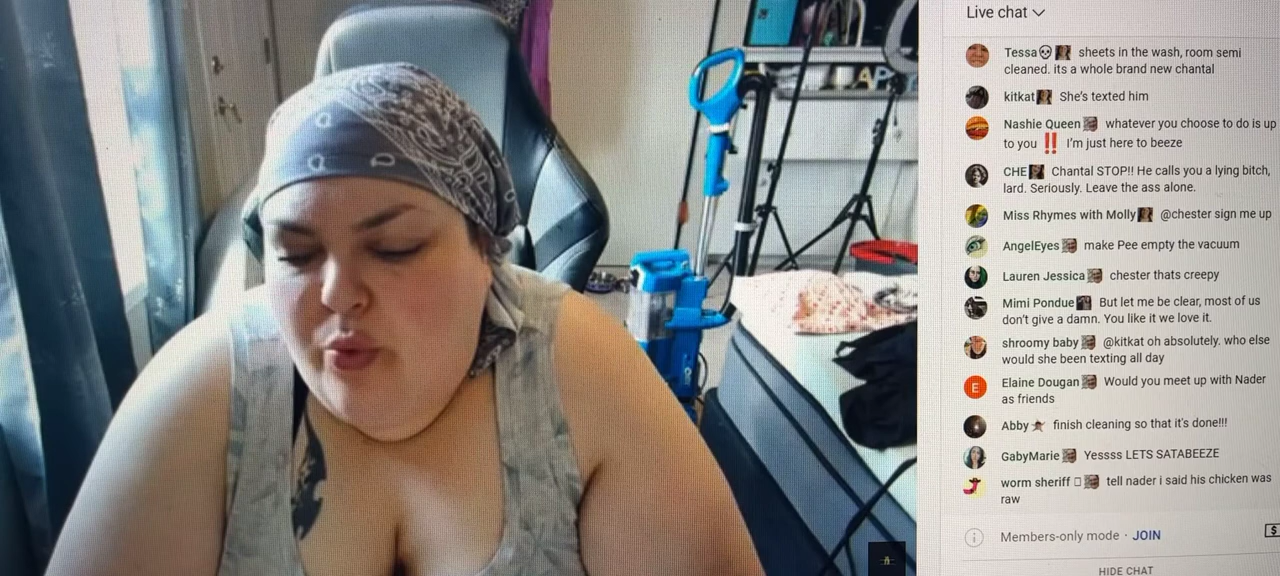 AP
Live chat
Tessa sheets in the wash, room semi
cleaned. its a whole brand new chantal
kitkat She's texted him
Nashie Queen whatever you choose to do is up
to you ‼️ I'm just here to beeze
CHE Chantal STOP!! He calls you a lying bitch,
lard. Seriously. Leave the ass alone.
Miss Rhymes with Molly @chester sign me up
AngelEyes make Pee empty the vacuum
Lauren Jessica chester thats creepy
Mimi Pondue But let me be clear, most of us
don't give a damn. You like it we love it.
shroomy baby @kitkat oh absolutely. who else
would she been texting all day
E Elaine Dougan Would you meet up with Nader
as friends
Abby finish cleaning so that it's done!!!
GabyMarie Yessss LETS SATABEEZE
worm sheriff tell nader i said his chicken was
raw
Members-only mode · JOIN
$
HIDE CHAT